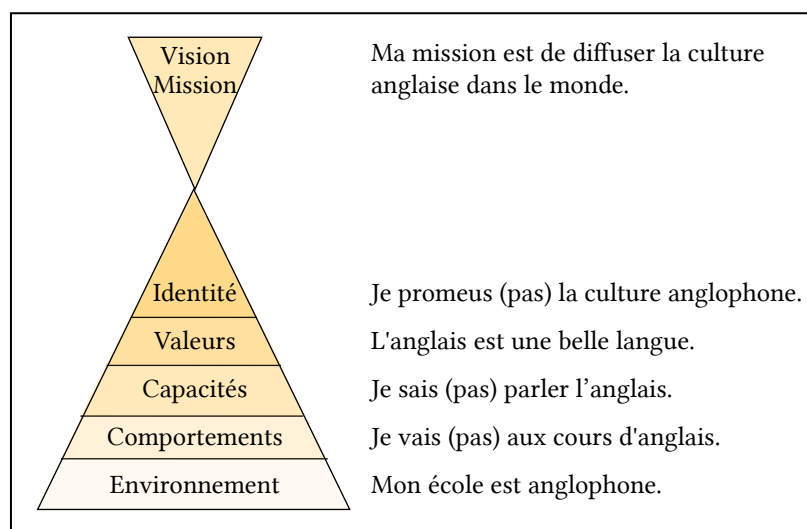 Vision
Mission
Ma mission est de diffuser la culture
anglaise dans le monde.
Identité
Je promeus (pas) la culture anglophone.
Valeurs
L'anglais est une belle langue.
Capacités
Je sais (pas) parler l’anglais.
Comportements
Je vais (pas) aux cours d'anglais.
Environnement
Mon école est anglophone.